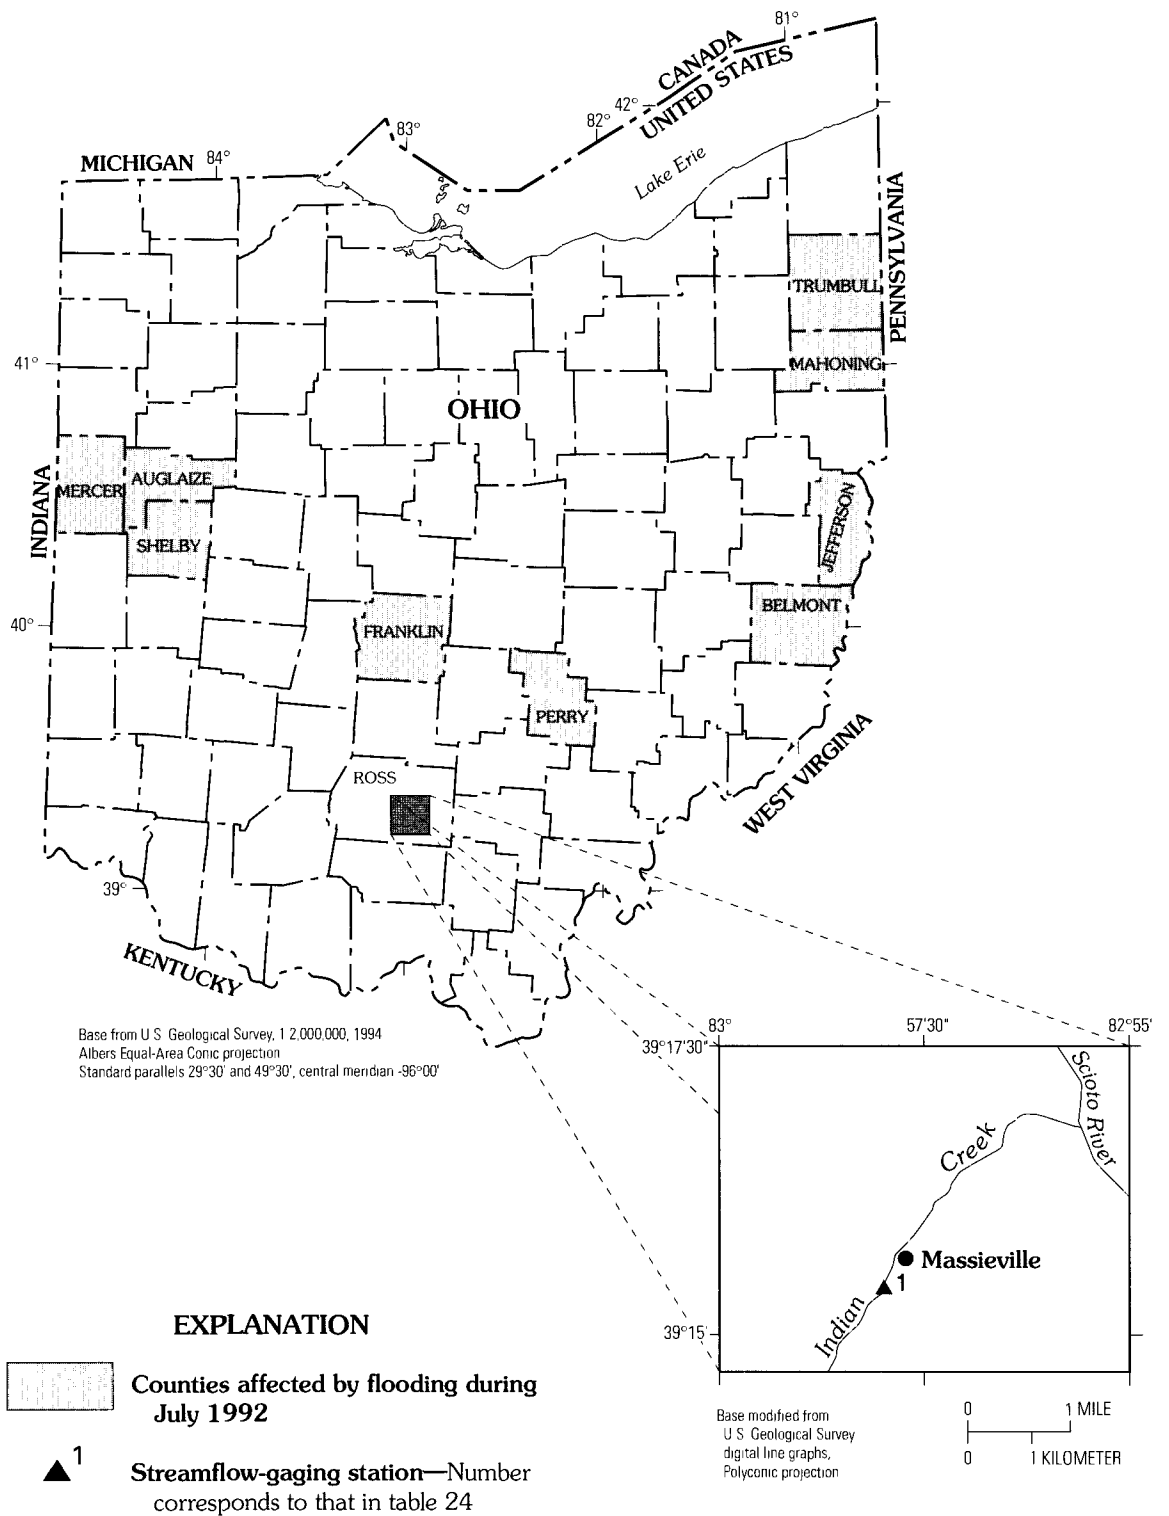 81°
CANADA
UNITED STATES
42°
82°
83°
84°
MICHIGAN
Lake Erie
PENNSYLVANIA
TRUMBULL
MAHONING
41°
OHIO
INDIANA
MERCER
AUGLAIZE
SHELBY
JEFFERSON
BELMONT
40°
FRANKLIN
PERRY
WEST VIRGINIA
ROSS
39°
KENTUCKY
Base from U S Geological Survey, 1 2,000,000, 1994
Albers Equal-Area Conic projection
Standard parallels 29°30' and 49°30', central meridian -96°00'
83°
57'30"
82°55'
39°17'30"
Scioto River
Indian Creek
Massieville
1
39°15'
EXPLANATION
Counties affected by flooding during
July 1992
1
Streamflow-gaging station—Number
corresponds to that in table 24
Base modified from
U S Geological Survey
digital line graphs,
Polyconic projection
0 1 MILE
0 1 KILOMETER